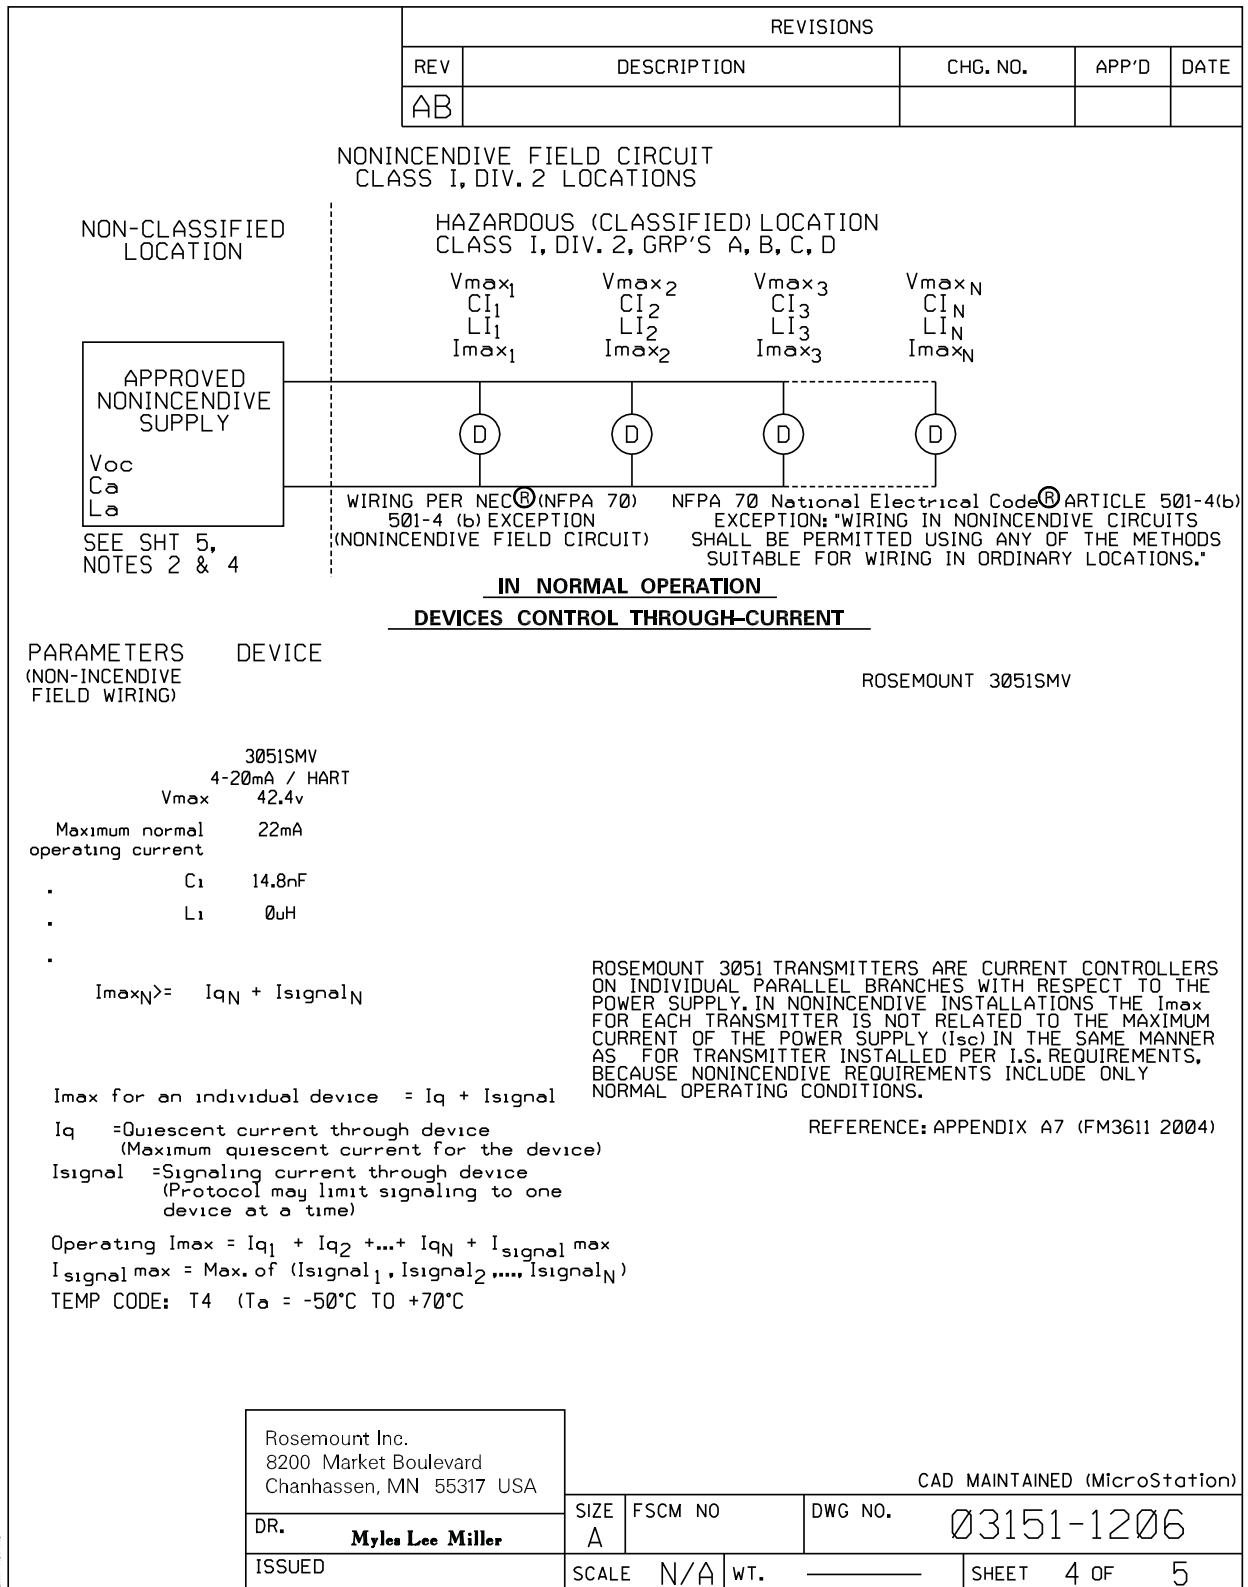 REVISIONS
REV DESCRIPTION CHG. NO. APP'D DATE
AB
NONINCENDIVE FIELD CIRCUIT
CLASS I, DIV. 2 LOCATIONS
NON-CLASSIFIED
LOCATION
HAZARDOUS (CLASSIFIED) LOCATION
CLASS I, DIV. 2, GRP'S A, B, C, D
Vmax1 Vmax2 Vmax3 VmaxN
CI1 CI2 CI3 CIN
LI1 LI2 LI3 LIN
Imax1 Imax2 Imax3 ImaxN
APPROVED
NONINCENDIVE
SUPPLY
D D D D
Voc
Ca
La
SEE SHT 5,
NOTES 2 & 4
WIRING PER NEC®(NFPA 70)
501-4 (b) EXCEPTION
(NONINCENDIVE FIELD CIRCUIT)
NFPA 70 National Electrical Code® ARTICLE 501-4(b)
EXCEPTION: "WIRING IN NONINCENDIVE CIRCUITS
SHALL BE PERMITTED USING ANY OF THE METHODS
SUITABLE FOR WIRING IN ORDINARY LOCATIONS."
IN NORMAL OPERATION
DEVICES CONTROL THROUGH-CURRENT
PARAMETERS DEVICE
(NON-INCENDIVE
FIELD WIRING)
ROSEMOUNT 3051SMV
3051SMV
4-20mA / HART
Vmax 42.4v
Maximum normal 22mA
operating current
. Ci 14.8nF
. Li 0uH
.
ImaxN>= IqN + IsignalN
ROSEMOUNT 3051 TRANSMITTERS ARE CURRENT CONTROLLERS
ON INDIVIDUAL PARALLEL BRANCHES WITH RESPECT TO THE
POWER SUPPLY. IN NONINCENDIVE INSTALLATIONS THE Imax
FOR EACH TRANSMITTER IS NOT RELATED TO THE MAXIMUM
CURRENT OF THE POWER SUPPLY (Isc) IN THE SAME MANNER
AS FOR TRANSMITTER INSTALLED PER I.S. REQUIREMENTS,
BECAUSE NONINCENDIVE REQUIREMENTS INCLUDE ONLY
NORMAL OPERATING CONDITIONS.
REFERENCE: APPENDIX A7 (FM3611 2004)
Imax for an individual device = Iq + Isignal
Iq =Quiescent current through device
(Maximum quiescent current for the device)
Isignal =Signaling current through device
(Protocol may limit signaling to one
device at a time)
Operating Imax = Iq1 + Iq2 +...+ IqN + Isignal max
Isignal max = Max. of (Isignal1, Isignal2,...., IsignalN)
TEMP CODE: T4 (Ta = -50°C TO +70°C
Rosemount Inc.
8200 Market Boulevard
Chanhassen, MN 55317 USA
CAD MAINTAINED (MicroStation)
DR. Myles Lee Miller
ISSUED
SIZE A
FSCM NO
DWG NO. 03151-1206
SCALE N/A
WT.
SHEET 4 OF 5